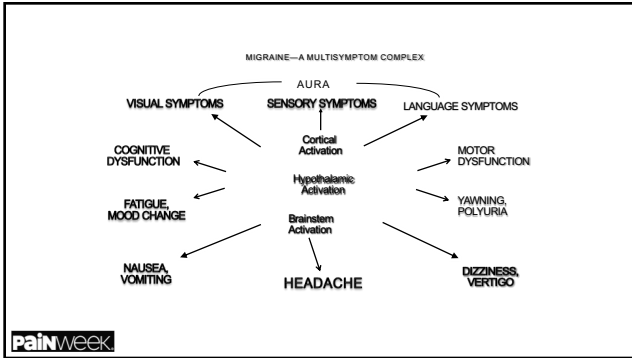 MIGRAINE—A MULTISYMPTOM COMPLEX
AURA
VISUAL SYMPTOMS
SENSORY SYMPTOMS
LANGUAGE SYMPTOMS
Cortical
Activation
COGNITIVE
DYSFUNCTION
MOTOR
DYSFUNCTION
Hypothalamic
Activation
FATIGUE,
MOOD CHANGE
YAWNING,
POLYURIA
Brainstem
Activation
NAUSEA,
VOMITING
HEADACHE
DIZZINESS,
VERTIGO
PAINWEEK.